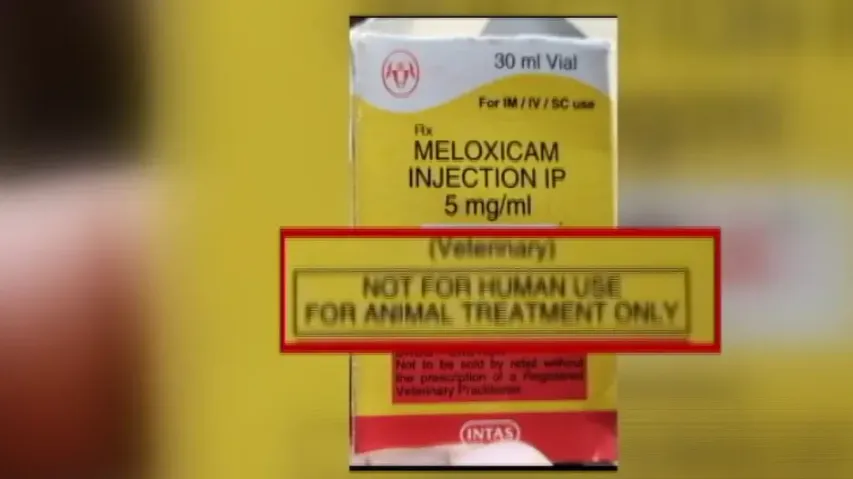 30 ml Vial
For IM / IV / SC use
Rx
MELOXICAM
INJECTION IP
5 mg/ml
(Veterinary)
NOT FOR HUMAN USE
FOR ANIMAL TREATMENT ONLY
Not to be sold by retail without
the prescription of a Registered
Veterinary Practitioner
INTAS